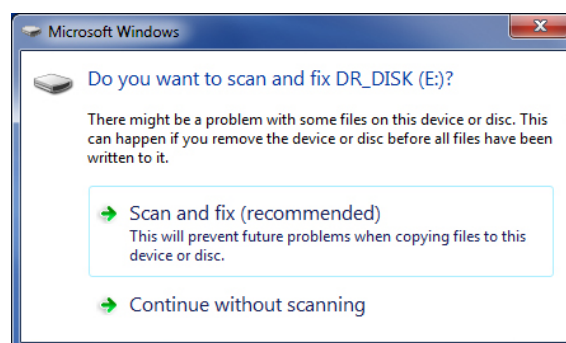 Microsoft Windows
Do you want to scan and fix DR_DISK (E:)?
There might be a problem with some files on this device or disc. This
can happen if you remove the device or disc before all files have been
written to it.
Scan and fix (recommended)
This will prevent future problems when copying files to this
device or disc.
Continue without scanning